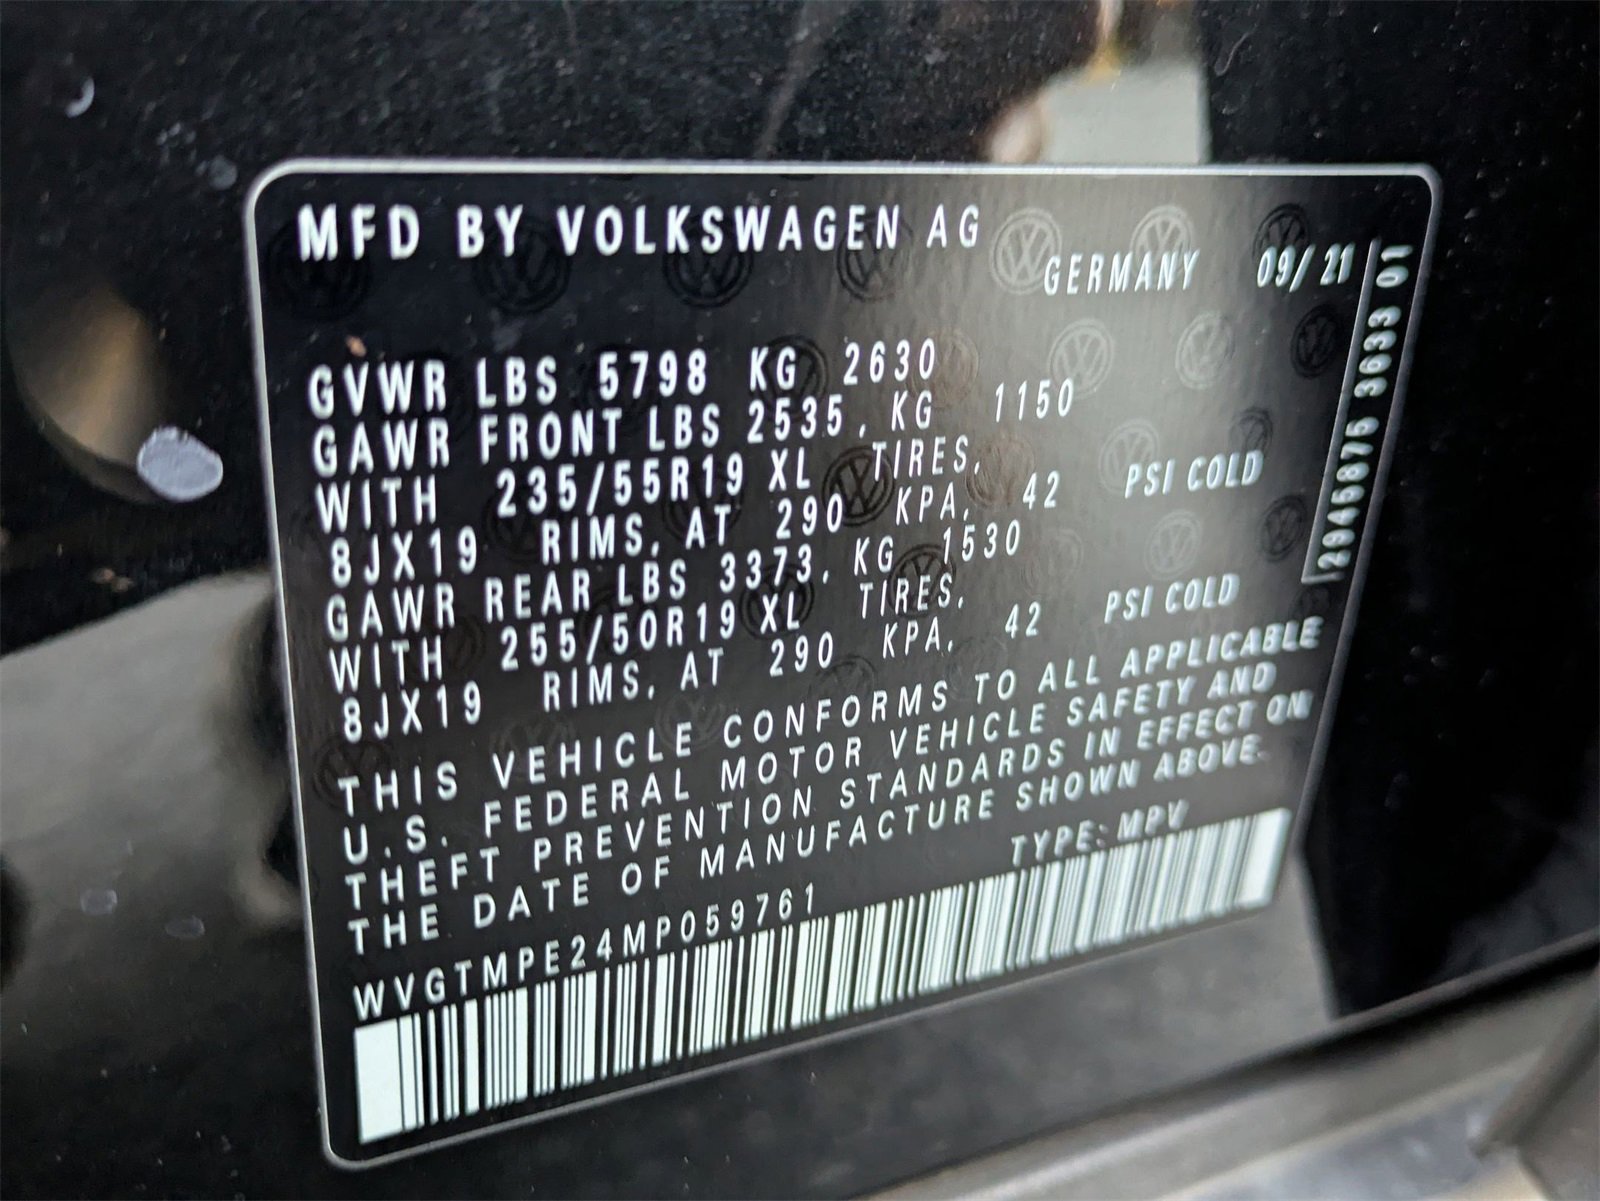 MFD BY VOLKSWAGEN AG
GERMANY 09/ 21
GVWR LBS 5798 KG 2630
GAWR FRONT LBS 2535, KG 1150
WITH 235/55R19 XL TIRES,
8JX19 RIMS, AT 290 KPA, 42 PSI COLD
GAWR REAR LBS 3373, KG 1530
WITH 255/50R19 XL TIRES,
8JX19 RIMS, AT 290 KPA, 42 PSI COLD
THIS VEHICLE CONFORMS TO ALL APPLICABLE
U.S. FEDERAL MOTOR VEHICLE SAFETY AND
THEFT PREVENTION STANDARDS IN EFFECT ON
THE DATE OF MANUFACTURE SHOWN ABOVE.
TYPE: MPV
WVGTMPE24MP059761
2945875 3633 01